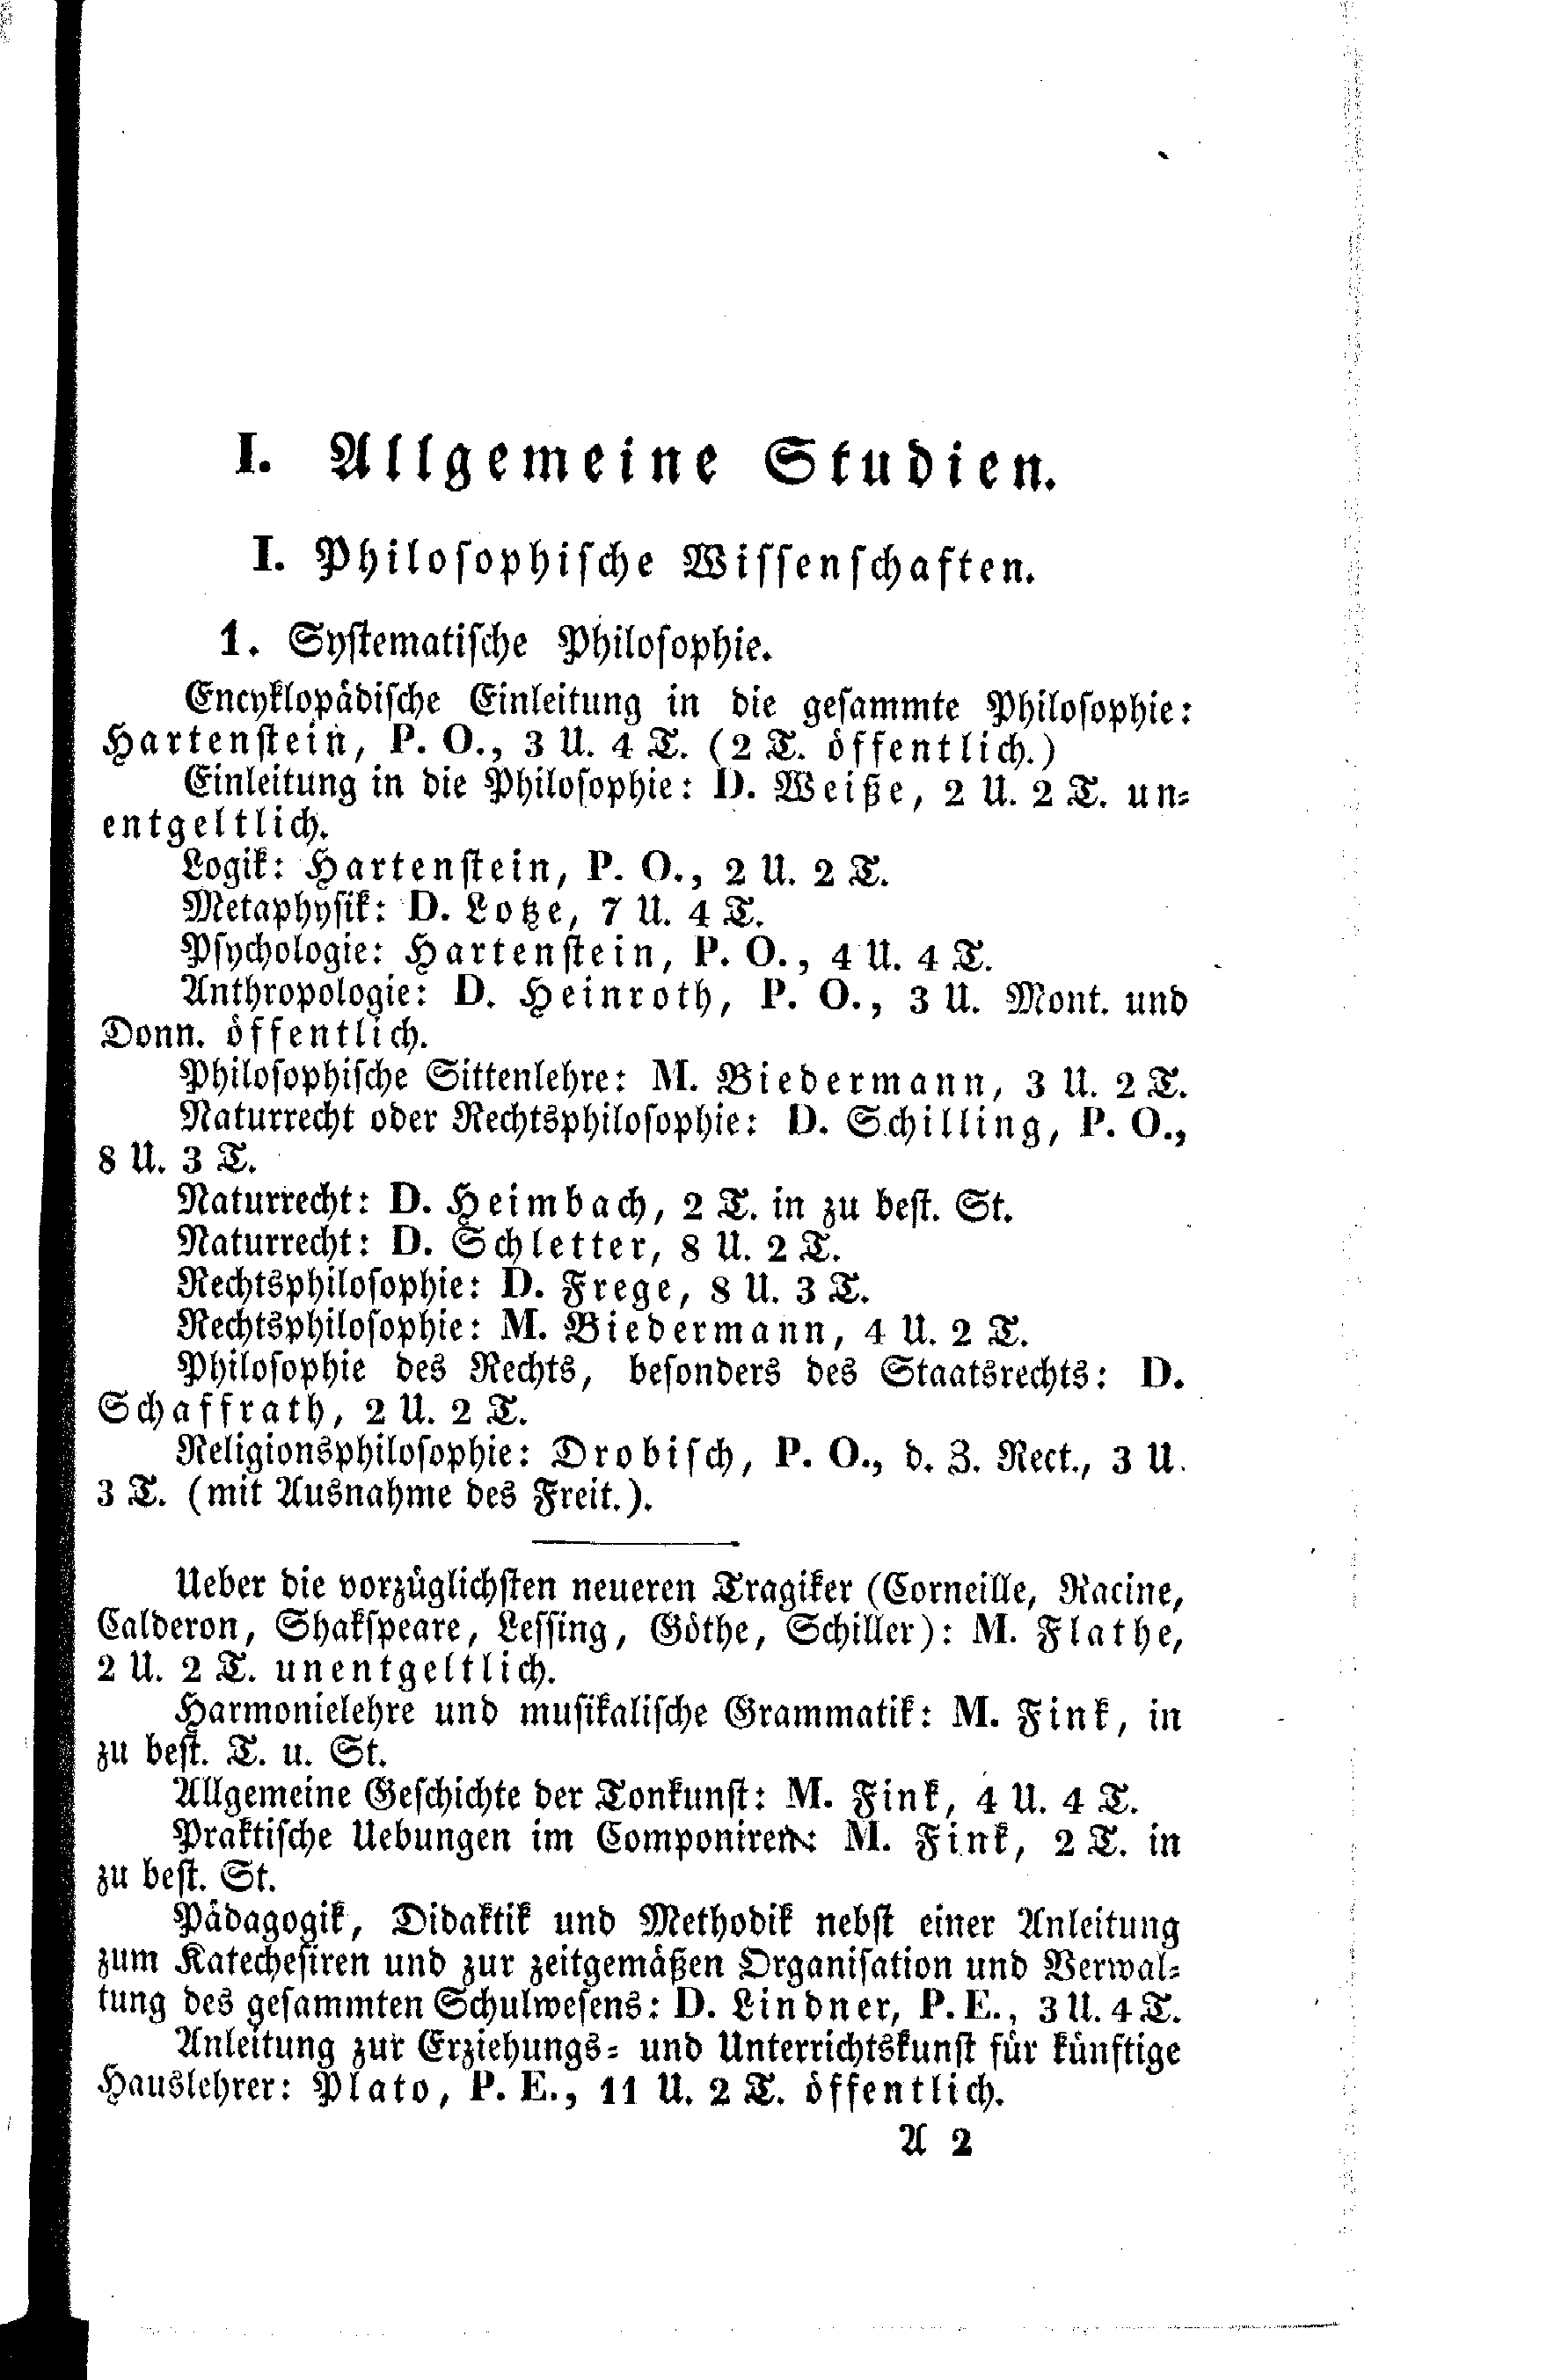 I. Allgemeine Studien.
I. Philosophische Wissenschaften.
1. Systematische Philosophie.
Encyklopädische Einleitung in die gesammte Philosophie:
Hartenstein, P. O., 3 U. 4 T. (2 T. öffentlich.)
Einleitung in die Philosophie: D. Weiße, 2 U. 2 T. un-
entgeltlich.
Logik: Hartenstein, P. O., 2 U. 2 T.
Metaphysik: D. Lotze, 7 U. 4 T.
Psychologie: Hartenstein, P. O., 4 U. 4 T.
Anthropologie: D. Heinroth, P. O., 3 U. Mont. und
Donn. öffentlich.
Philosophische Sittenlehre: M. Biedermann, 3 U. 2 T.
Naturrecht oder Rechtsphilosophie: D. Schilling, P. O.,
8 U. 3 T.
Naturrecht: D. Heimbach, 2 T. in zu best. St.
Naturrecht: D. Schletter, 8 U. 2 T.
Rechtsphilosophie: D. Frege, 8 U. 3 T.
Rechtsphilosophie: M. Biedermann, 4 U. 2 T.
Philosophie des Rechts, besonders des Staatsrechts: D.
Schaffrath, 2 U. 2 T.
Religionsphilosophie: Drobisch, P. O., d. Z. Rect., 3 U.
3 T. (mit Ausnahme des Freit.).
Ueber die vorzüglichsten neueren Tragiker (Corneille, Racine,
Calderon, Shakspeare, Lessing, Göthe, Schiller): M. Flathe,
2 U. 2 T. unentgeltlich.
Harmonielehre und musikalische Grammatik: M. Fink, in
zu best. T. u. St.
Allgemeine Geschichte der Tonkunst: M. Fink, 4 U. 4 T.
Praktische Uebungen im Componiren: M. Fink, 2 T. in
zu best. St.
Pädagogik, Didaktik und Methodik nebst einer Anleitung
zum Katechesiren und zur zeitgemäßen Organisation und Verwal-
tung des gesammten Schulwesens: D. Lindner, P. E., 3 U. 4 T.
Anleitung zur Erziehungs- und Unterrichtskunst für künftige
Hauslehrer: Plato, P. E., 11 U. 2 T. öffentlich.
A 2